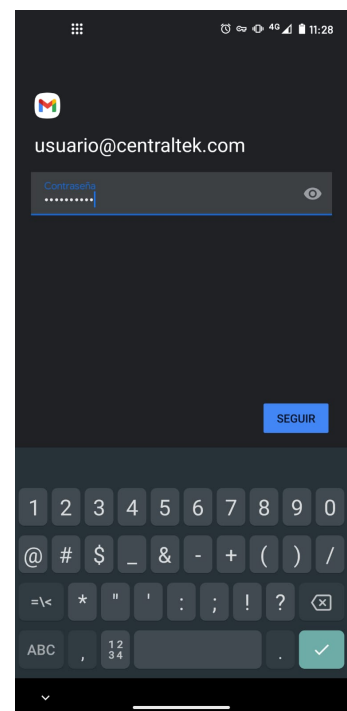 4G 11:28
usuario@centraltek.com
Contraseña
••••••••••
SEGUIR
1 2 3 4 5 6 7 8 9 0
@ # $ _ & - + ( ) /
=\< * " ' : ; ! ?
ABC , 12 34 .